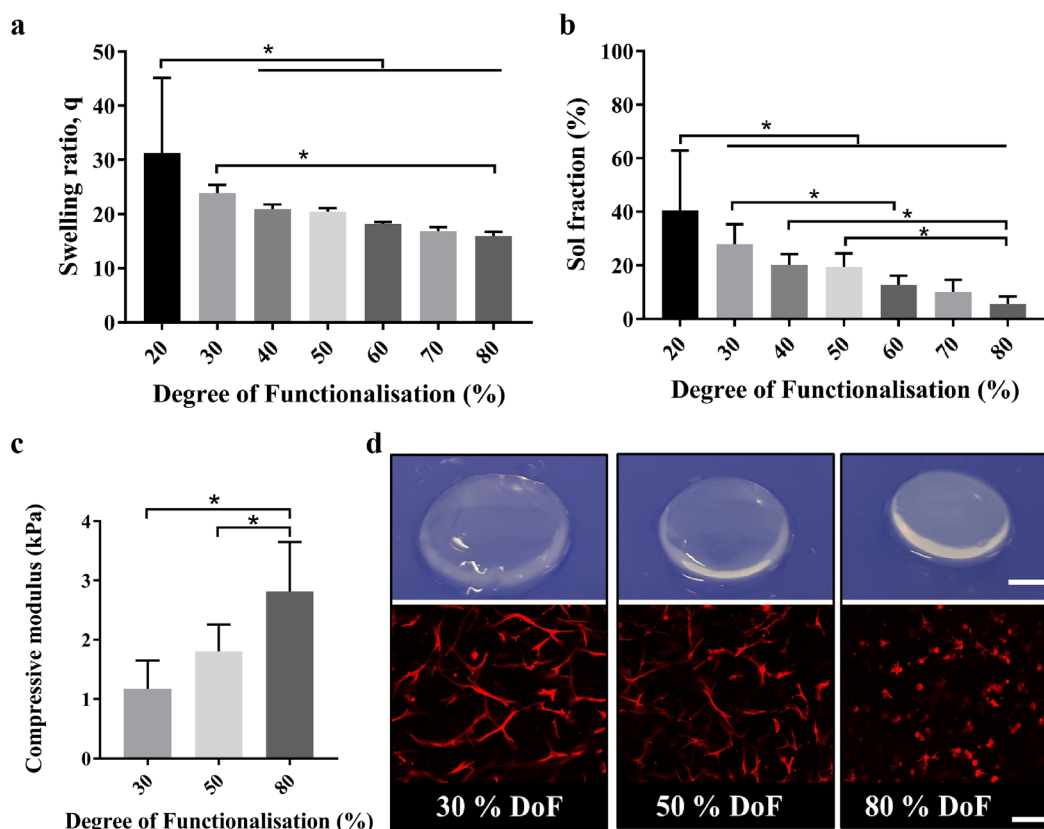 a
*
50
40
30
20
10
0
*
Swelling ratio, q
20 30 40 50 60 70 80
Degree of Functionalisation (%)
b
100
80
60
40
20
0
*
*
*
*
Sol fraction (%)
20 30 40 50 60 70 80
Degree of Functionalisation (%)
c
*
*
4
3
2
1
0
Compressive modulus (kPa)
30 50 80
Degree of Functionalisation (%)
d
30 % DoF
50 % DoF
80 % DoF